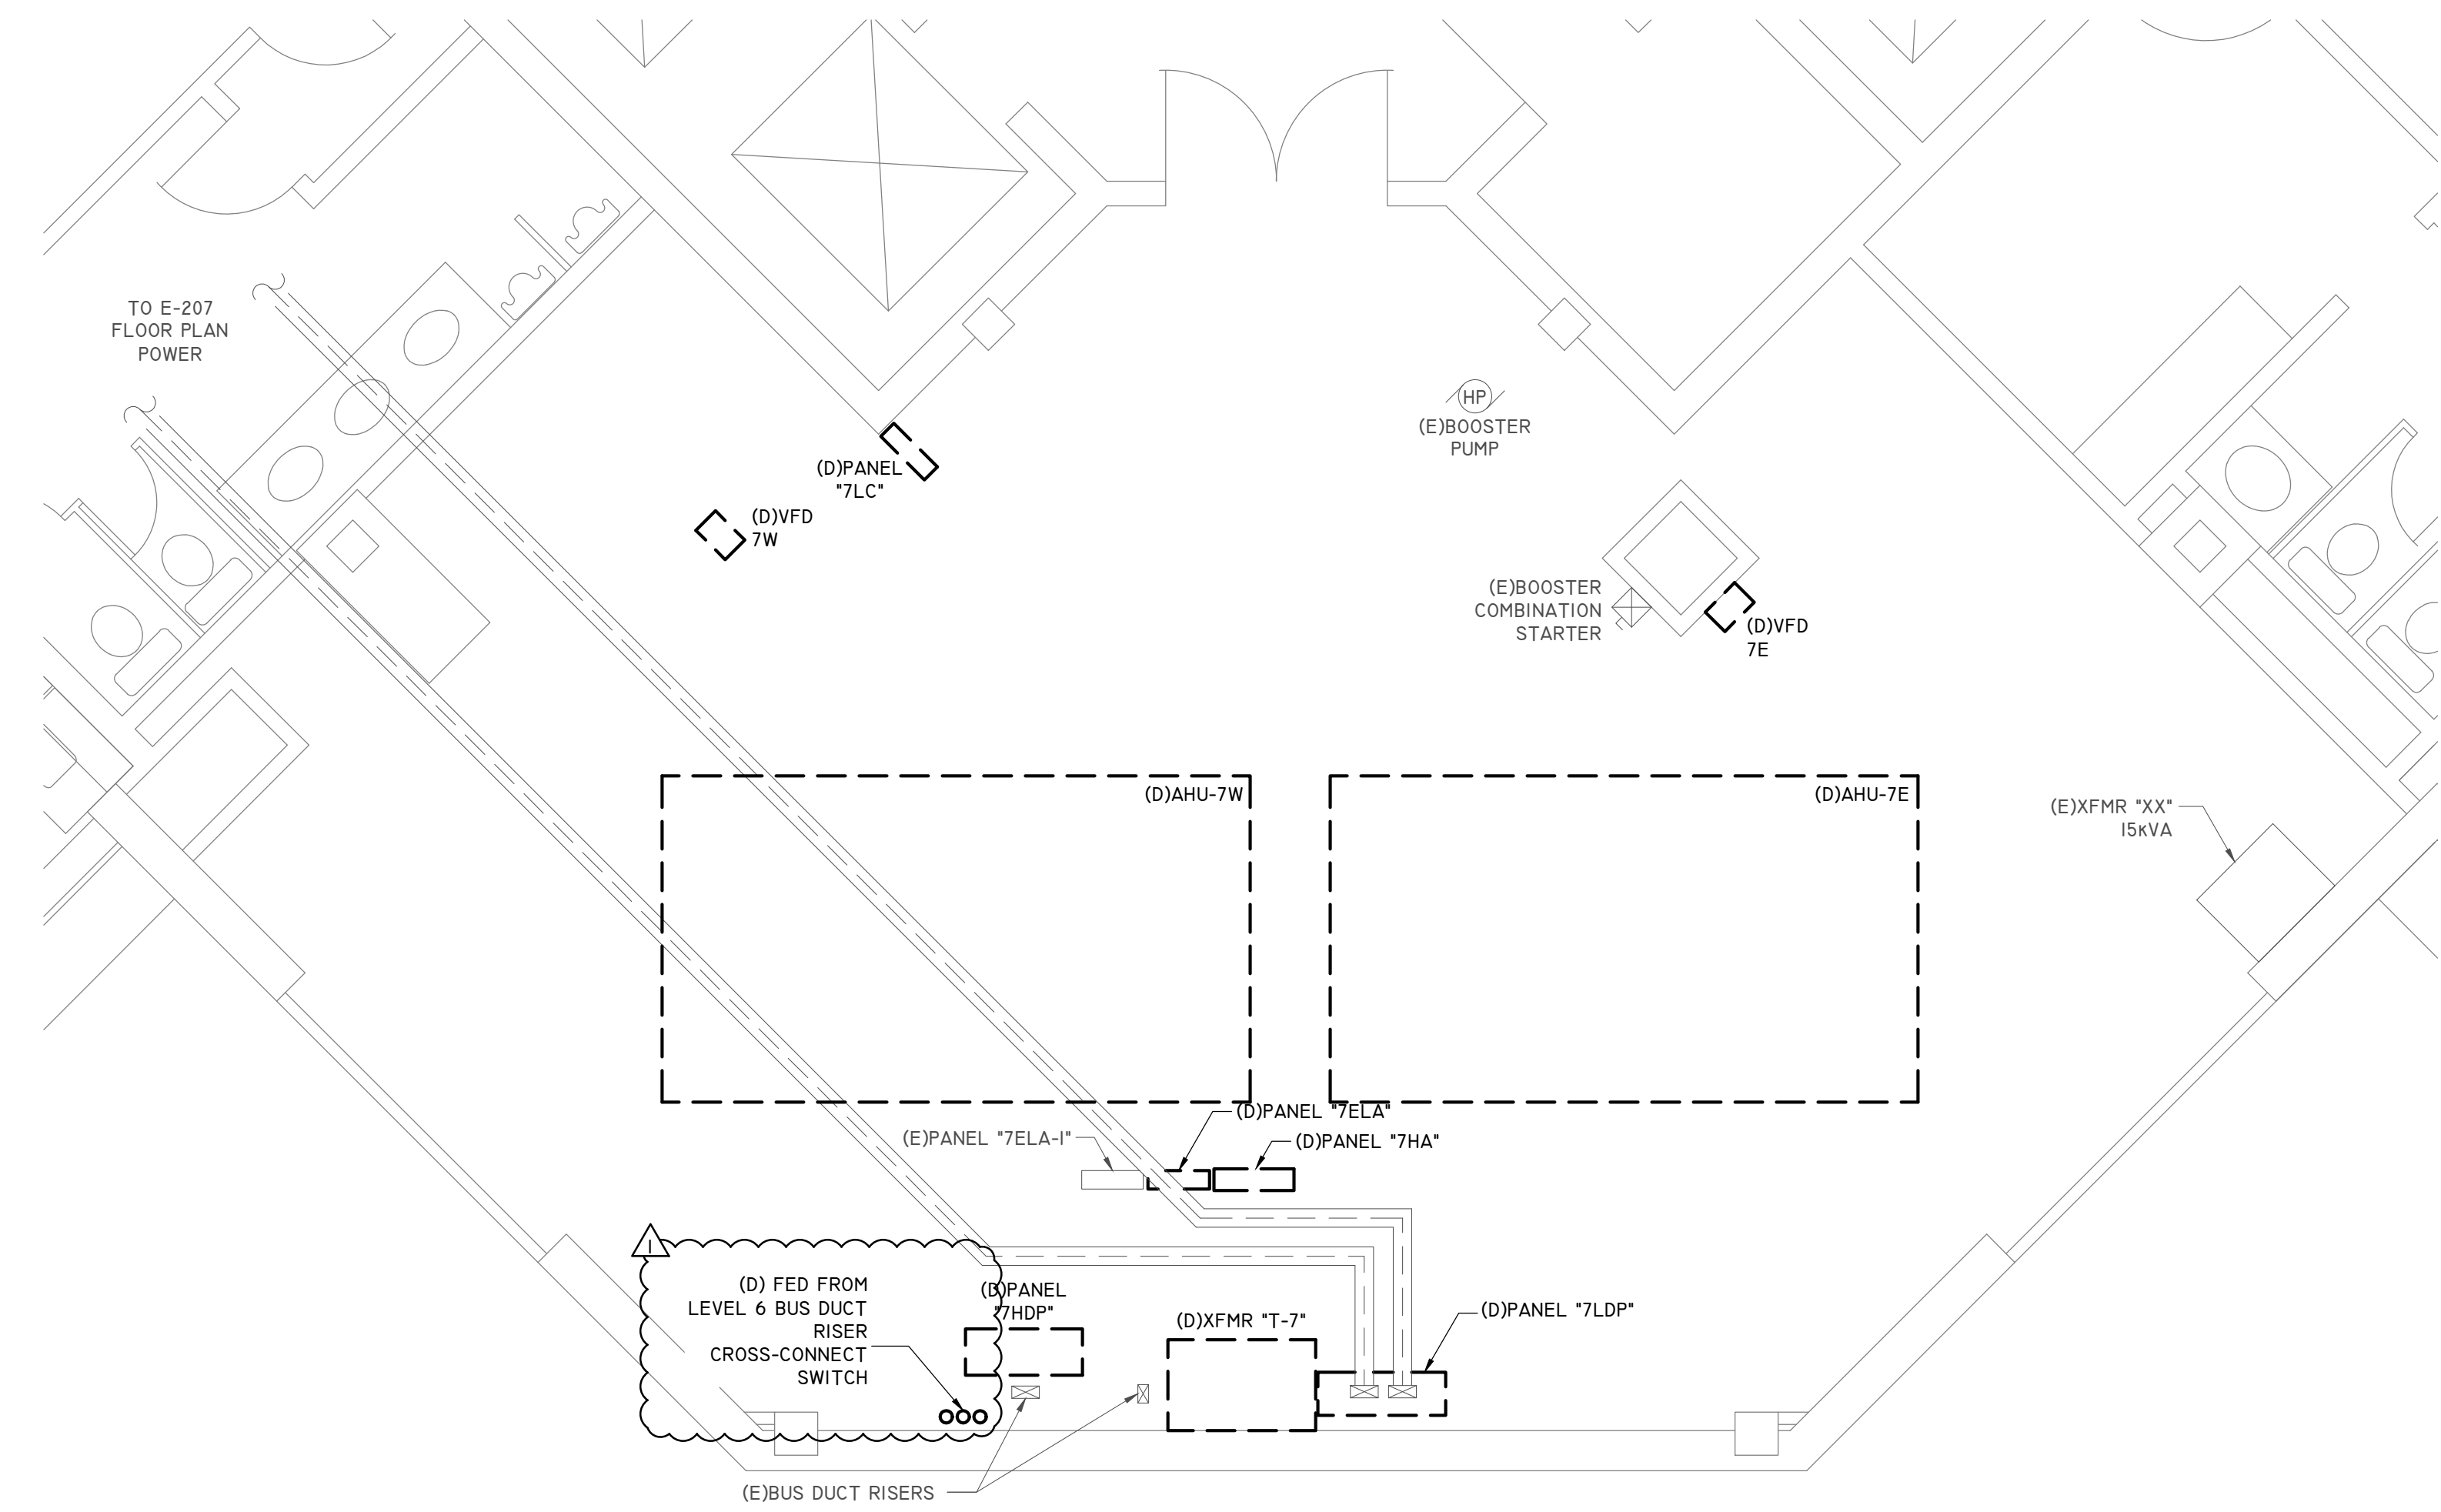 TO E-207
FLOOR PLAN
POWER
HP
(E)BOOSTER
PUMP
(D)PANEL
"7LC"
(D)VFD
7W
(E)BOOSTER
COMBINATION
STARTER
(D)VFD
7E
(D)AHU-7W
(D)AHU-7E
(E)XFMR "XX"
15KVA
(D)PANEL "7ELA"
(E)PANEL "7ELA-1"
(D)PANEL "7HA"
1
(D) FED FROM
LEVEL 6 BUS DUCT
RISER
CROSS-CONNECT
SWITCH
(D)PANEL
"7HDP"
(D)XFMR "T-7"
(D)PANEL "7LDP"
(E)BUS DUCT RISERS